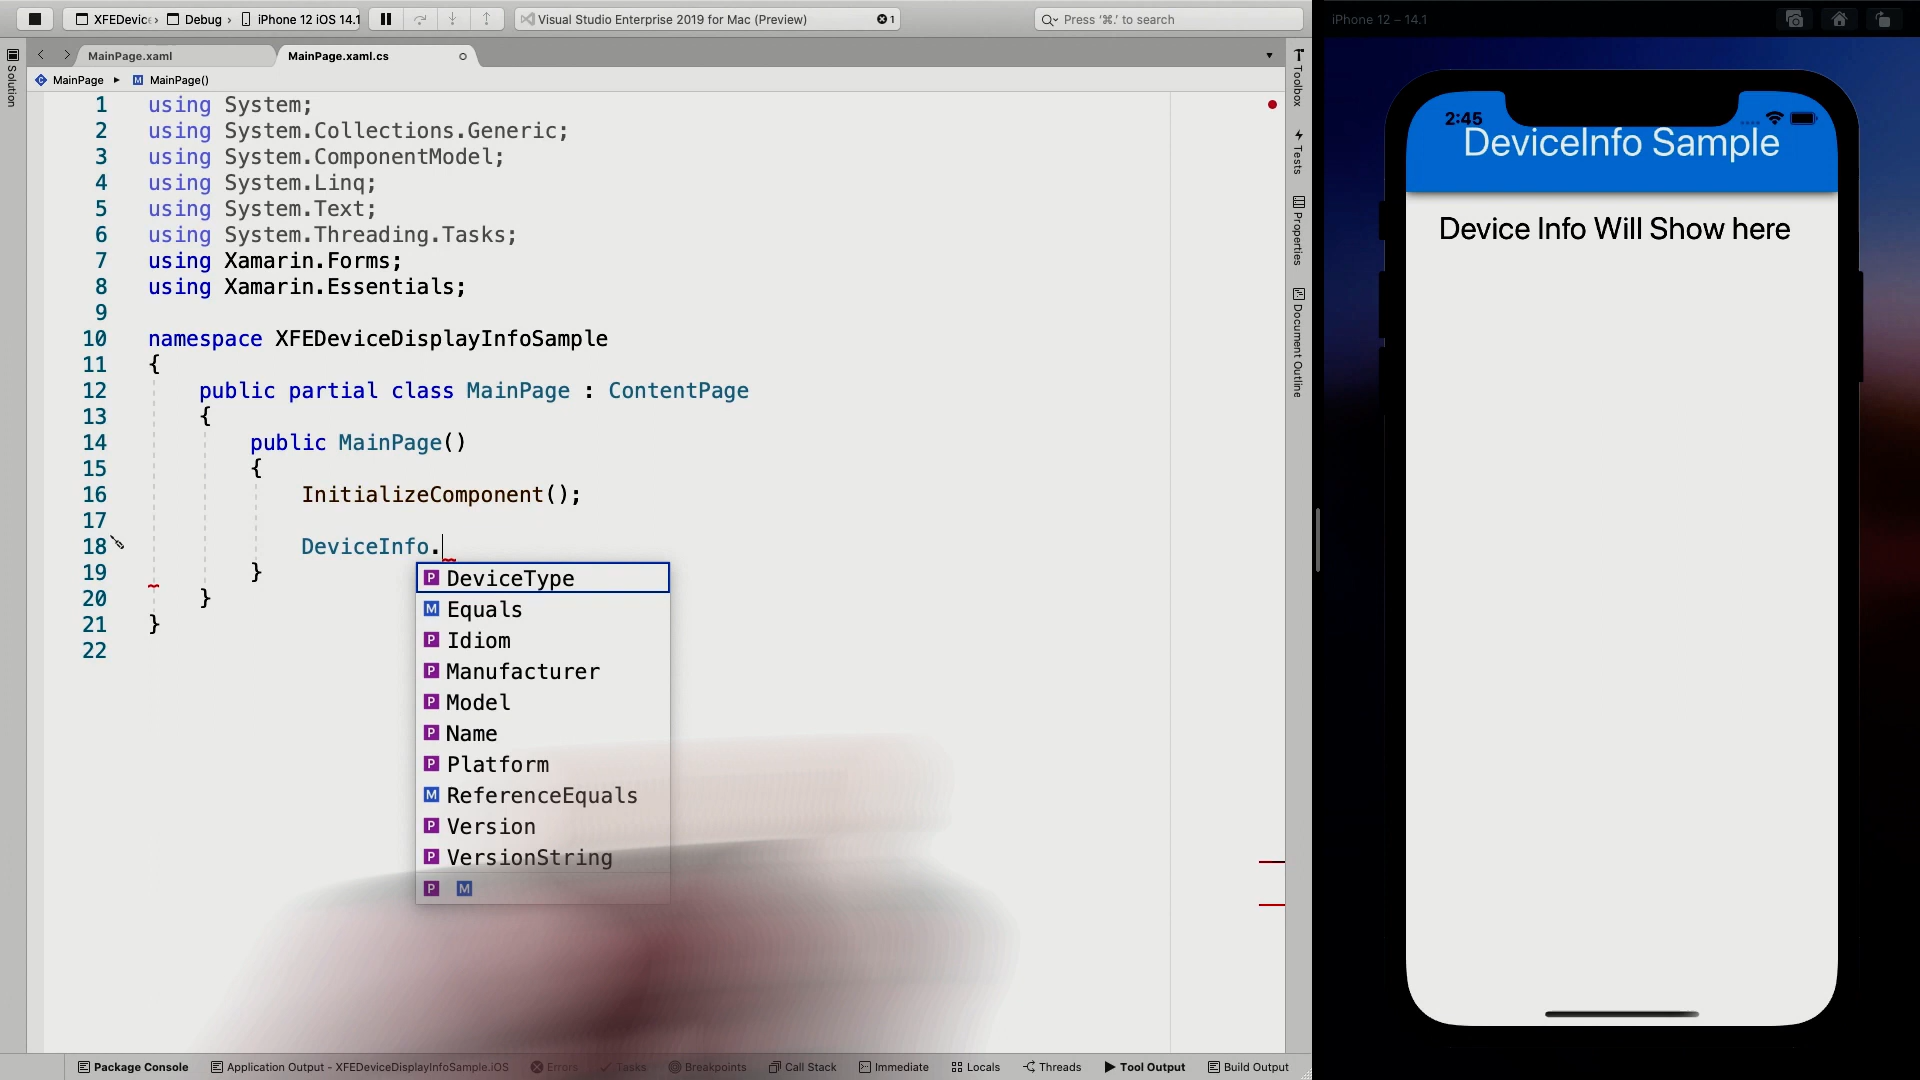 XFEDevice
Debug
iPhone 12 iOS 14.1
Visual Studio Enterprise 2019 for Mac (Preview)
1
Press '⌘.' to search
iPhone 12 – 14.1
Solution
MainPage.xaml
MainPage.xaml.cs
MainPage
MainPage()
1 using System;
2 using System.Collections.Generic;
3 using System.ComponentModel;
4 using System.Linq;
5 using System.Text;
6 using System.Threading.Tasks;
7 using Xamarin.Forms;
8 using Xamarin.Essentials;
9
10 namespace XFEDeviceDisplayInfoSample
11 {
12 public partial class MainPage : ContentPage
13 {
14 public MainPage()
15 {
16 InitializeComponent();
17
18 DeviceInfo.
19 }
20 }
21 }
22
P DeviceType
M Equals
P Idiom
P Manufacturer
P Model
P Name
P Platform
M ReferenceEquals
P Version
P VersionString
P M
Toolbox
Tests
Properties
Document Outline
2:45
DeviceInfo Sample
Device Info Will Show here
Package Console
Application Output - XFEDeviceDisplayInfoSample.iOS
Errors
Tasks
Breakpoints
Call Stack
Immediate
Locals
Threads
Tool Output
Build Output